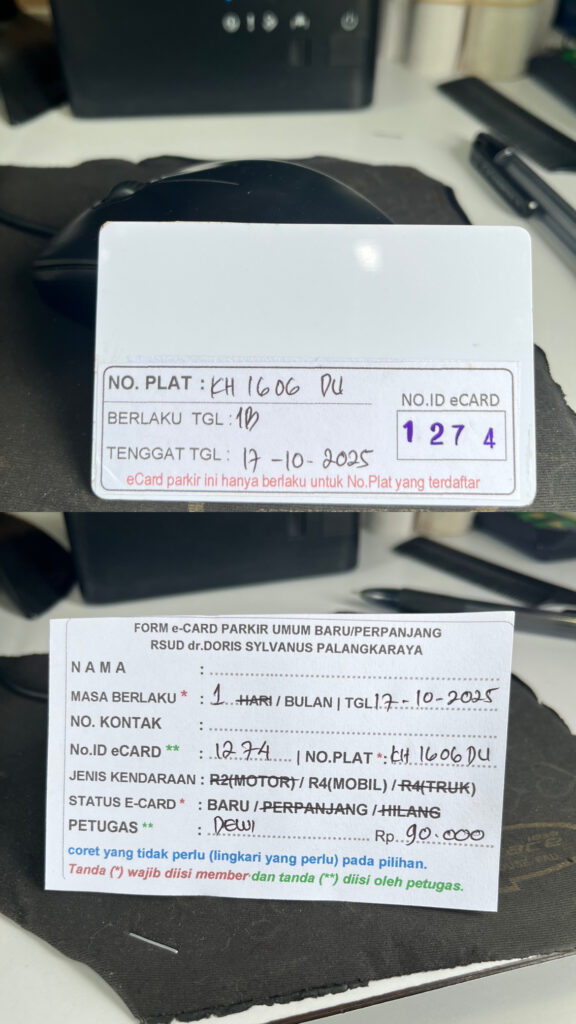 NO. PLAT : KH 1606 DU
NO.ID eCARD
BERLAKU TGL : 1B
1274
TENGGAT TGL : 17-10-2025
eCard parkir ini hanya berlaku untuk No.Plat yang terdaftar
FORM e-CARD PARKIR UMUM BARU/PERPANJANG
RSUD dr.DORIS SYLVANUS PALANGKARAYA
NAMA :
MASA BERLAKU * : 1 HARI / BULAN | TGL 17-10-2025
NO. KONTAK :
No.ID eCARD ** : 1274 | NO.PLAT *: KH 1606 DU
JENIS KENDARAAN : R2(MOTOR) / R4(MOBIL) / R4(TRUK)
STATUS E-CARD * : BARU / PERPANJANG / HILANG
PETUGAS ** : DEWI Rp. 90.000
coret yang tidak perlu (lingkari yang perlu) pada pilihan.
Tanda (*) wajib diisi member dan tanda (**) diisi oleh petugas.